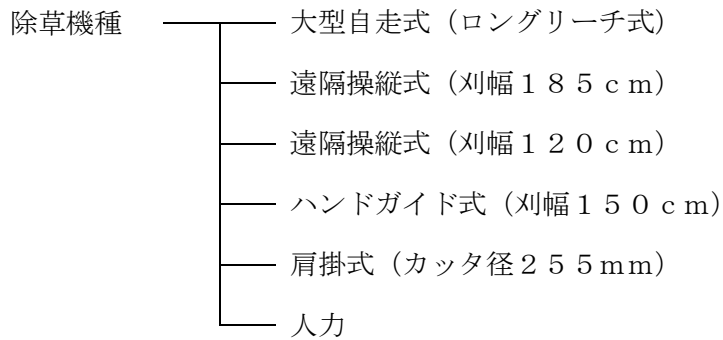 除草機種 大型自走式(ロングリーチ式)
遠隔操縦式(刈幅185cm)
遠隔操縦式(刈幅120cm)
ハンドガイド式(刈幅150cm)
肩掛式(カッタ径255mm)
人力